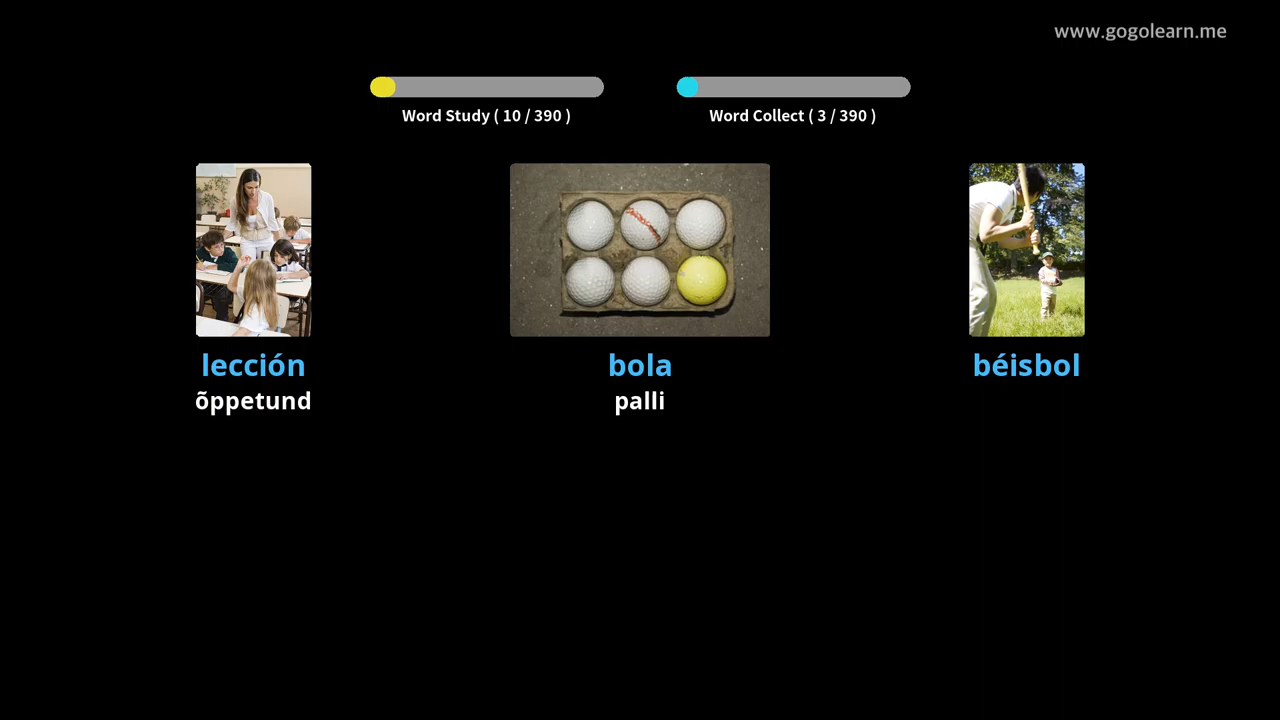 www.gogolearn.me
Word Study ( 10 / 390 )
Word Collect ( 3 / 390 )
lección
bola
béisbol
õppetund
palli